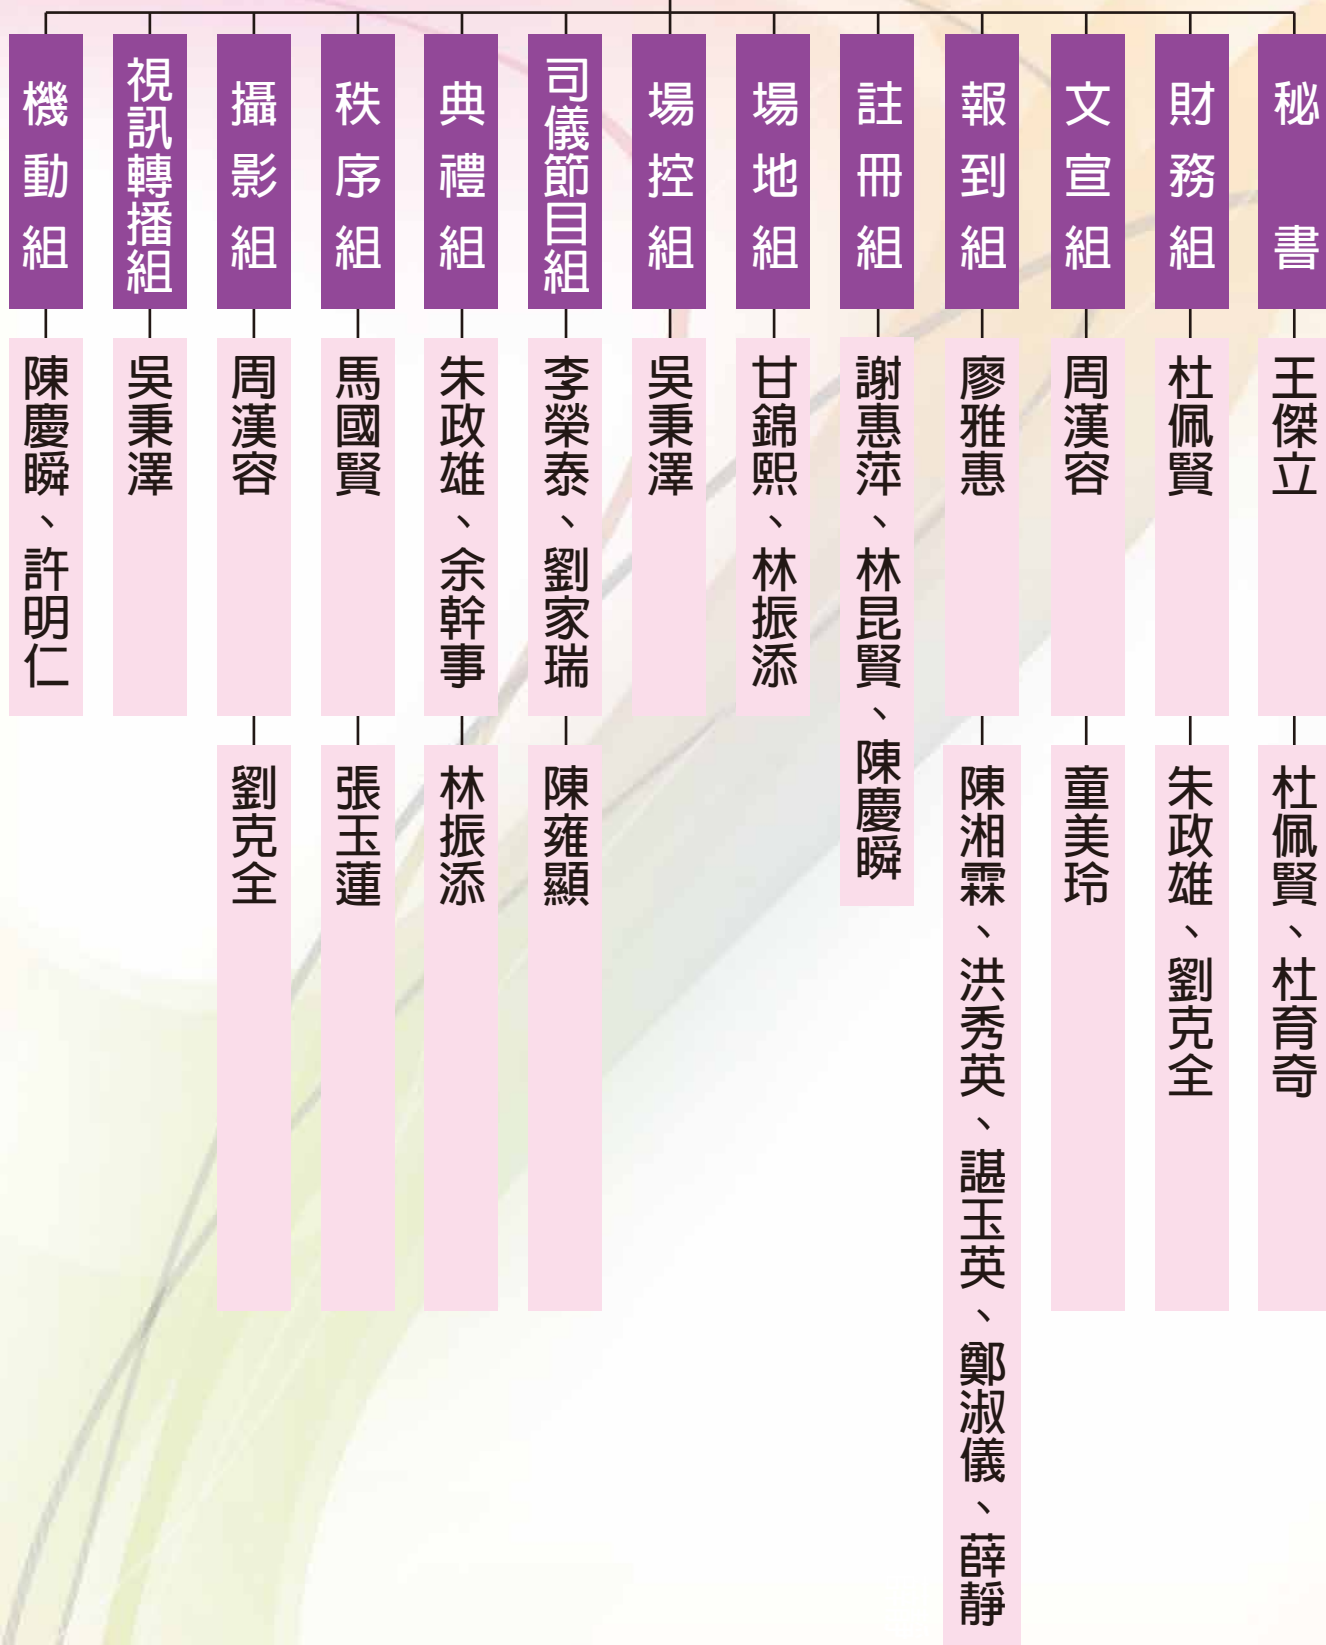 秘書
王傑立
杜佩賢、杜育奇
財務組
杜佩賢
朱政雄、劉克全
文宣組
周漢容
童美玲
報到組
廖雅惠
陳湘霖、洪秀英、諶玉英、鄭淑儀、薛靜
註冊組
謝惠萍、林昆賢、陳慶瞬
場地組
甘錦熙、林振添
場控組
吳秉澤
司儀節目組
李榮泰、劉家瑞
陳雍顯
典禮組
朱政雄、余幹事
林振添
秩序組
馬國賢
張玉蓮
攝影組
周漢容
劉克全
視訊轉播組
吳秉澤
機動組
陳慶瞬、許明仁